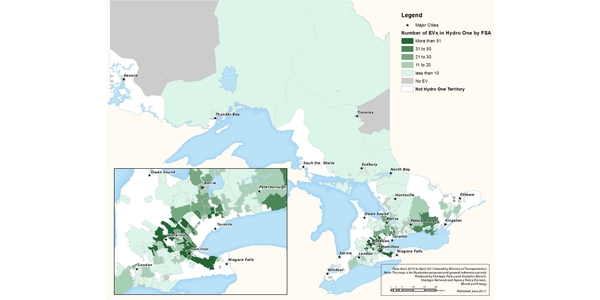 Legend
Major Cities
Number of EVs in Hydro One by FSA
More than 51
31 to 50
21 to 30
11 to 20
less than 10
No EV
Not Hydro One Territory
Kenora
Thunder Bay
Timmins
Sault Ste. Marie
Sudbury
North Bay
Huntsville
Ottawa
Owen Sound
Barrie
Peterborough
Kingston
Toronto
Hamilton
Sarnia
London
Niagara Falls
Windsor
Owen Sound
Barrie
Peterborough
Toronto
Hamilton
London
Niagara Falls
Published June 2017